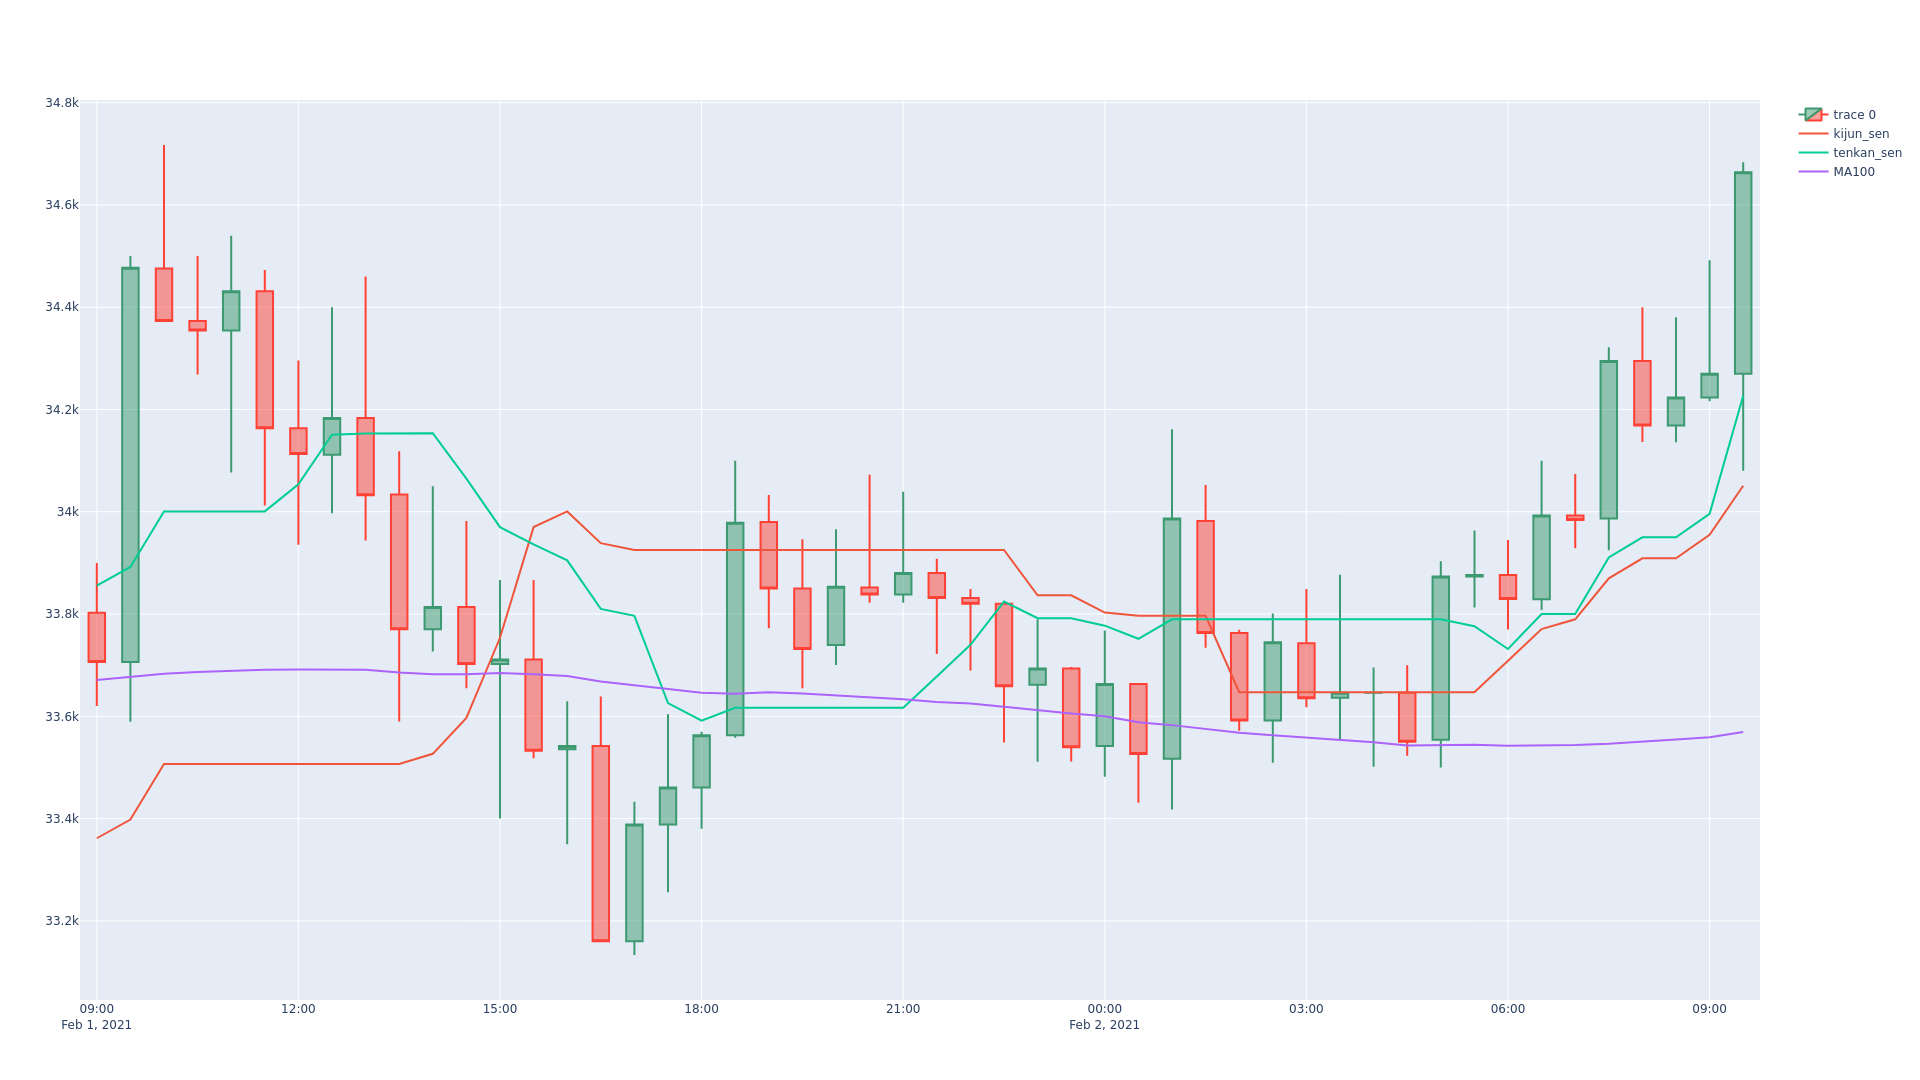 34.8k
34.6k
34.4k
34.2k
34k
33.8k
33.6k
33.4k
33.2k
09:00 12:00 15:00 18:00 21:00 00:00 03:00 06:00 09:00
Feb 1, 2021 Feb 2, 2021
trace 0
kijun_sen
tenkan_sen
MA100